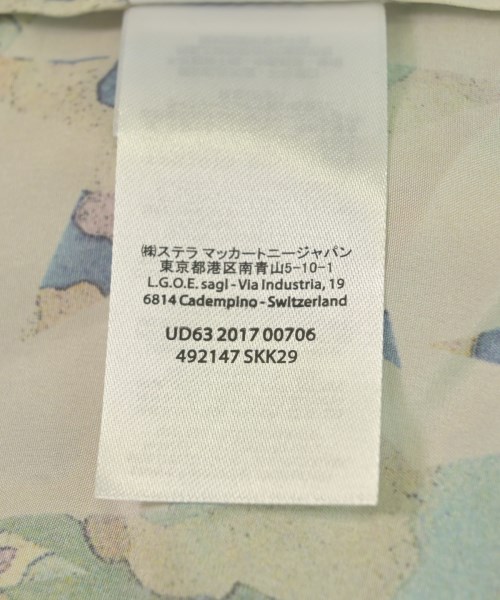 ㈱ステラ マッカートニージャパン
東京都港区南青山5-10-1
L.G.O.E. sagl - Via Industria, 19
6814 Cadempino - Switzerland
UD63 2017 00706
492147 SKK29